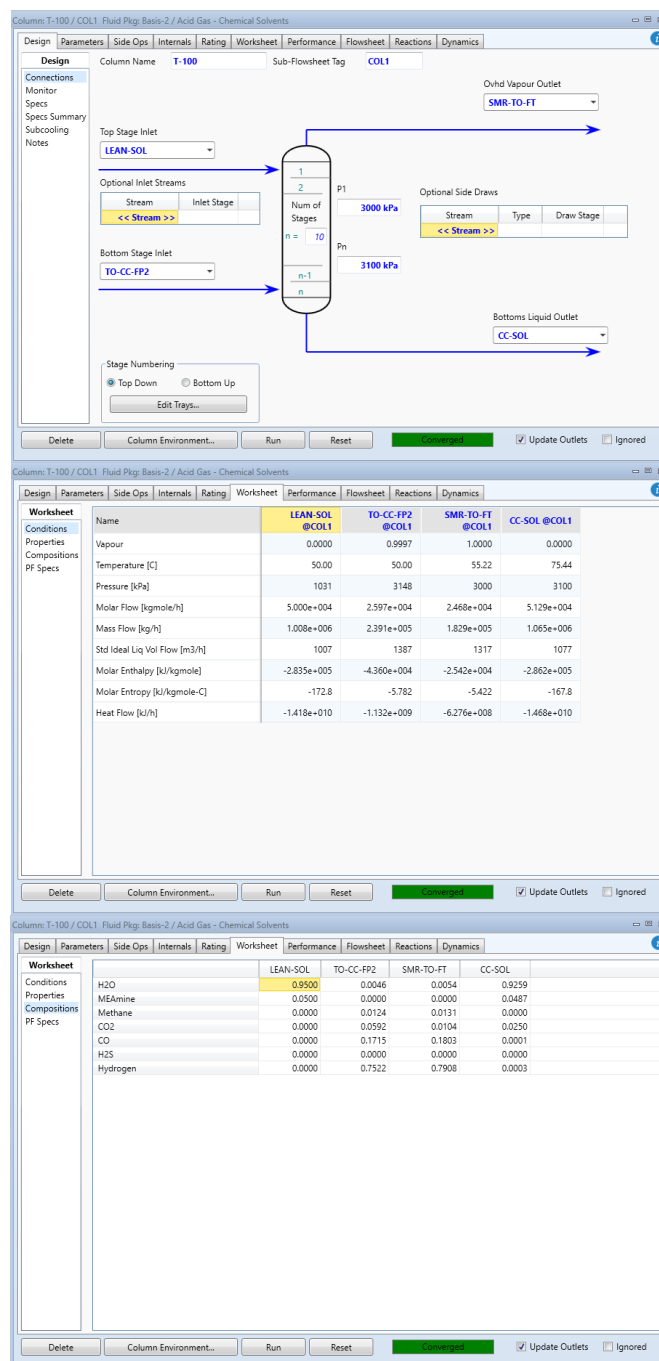 Column: T-100 / COL1 Fluid Pkg: Basis-2 / Acid Gas - Chemical Solvents
Design Parameters Side Ops Internals Rating Worksheet Performance Flowsheet Reactions Dynamics
Design
Connections
Monitor
Specs
Specs Summary
Subcooling
Notes
Column Name T-100 Sub-Flowsheet Tag COL1
Ovhd Vapour Outlet
SMR-TO-FT
Top Stage Inlet
LEAN-SOL
Optional Inlet Streams
Stream Inlet Stage
<< Stream >>
1
2
Num of
Stages
n = 10
n-1
n
P1
3000 kPa
Pn
3100 kPa
Optional Side Draws
Stream Type Draw Stage
<< Stream >>
Bottom Stage Inlet
TO-CC-FP2
Bottoms Liquid Outlet
CC-SOL
Stage Numbering
Top Down Bottom Up
Edit Trays...
Delete Column Environment... Run Reset Converged Update Outlets Ignored
Column: T-100 / COL1 Fluid Pkg: Basis-2 / Acid Gas - Chemical Solvents
Design Parameters Side Ops Internals Rating Worksheet Performance Flowsheet Reactions Dynamics
Worksheet
Conditions
Properties
Compositions
PF Specs
Name LEAN-SOL @COL1 TO-CC-FP2 @COL1 SMR-TO-FT @COL1 CC-SOL @COL1
Vapour 0.0000 0.9997 1.0000 0.0000
Temperature [C] 50.00 50.00 55.22 75.44
Pressure [kPa] 1031 3148 3000 3100
Molar Flow [kgmole/h] 5.000e+004 2.597e+004 2.468e+004 5.129e+004
Mass Flow [kg/h] 1.008e+006 2.391e+005 1.829e+005 1.065e+006
Std Ideal Liq Vol Flow [m3/h] 1007 1387 1317 1077
Molar Enthalpy [kJ/kgmole] -2.835e+005 -4.360e+004 -2.542e+004 -2.862e+005
Molar Entropy [kJ/kgmole-C] -172.8 -5.782 -5.422 -167.8
Heat Flow [kJ/h] -1.418e+010 -1.132e+009 -6.276e+008 -1.468e+010
Delete Column Environment... Run Reset Converged Update Outlets Ignored
Column: T-100 / COL1 Fluid Pkg: Basis-2 / Acid Gas - Chemical Solvents
Design Parameters Side Ops Internals Rating Worksheet Performance Flowsheet Reactions Dynamics
Worksheet
Conditions
Properties
Compositions
PF Specs
LEAN-SOL TO-CC-FP2 SMR-TO-FT CC-SOL
H2O 0.9500 0.0046 0.0054 0.9259
MEAmine 0.0500 0.0000 0.0000 0.0487
Methane 0.0000 0.0124 0.0131 0.0000
CO2 0.0000 0.0592 0.0104 0.0250
CO 0.0000 0.1715 0.1803 0.0001
H2S 0.0000 0.0000 0.0000 0.0000
Hydrogen 0.0000 0.7522 0.7908 0.0003
Delete Column Environment... Run Reset Converged Update Outlets Ignored